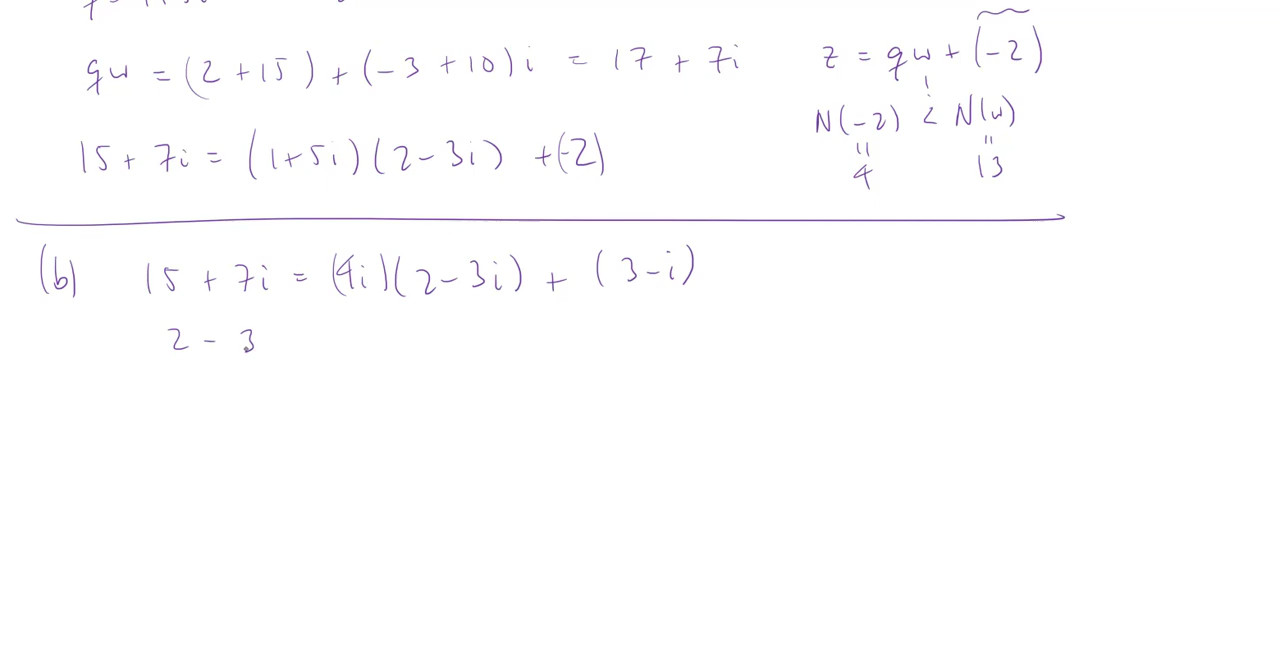 qw = (2 + 15) + (-3 + 10)i = 17 + 7i
z = qw + (-2)
N(-2) < N(w)
4 13
15 + 7i = (1+5i)(2-3i) + (-2)
(b) 15 + 7i = (4i)(2-3i) + (3-i)
2 - 3